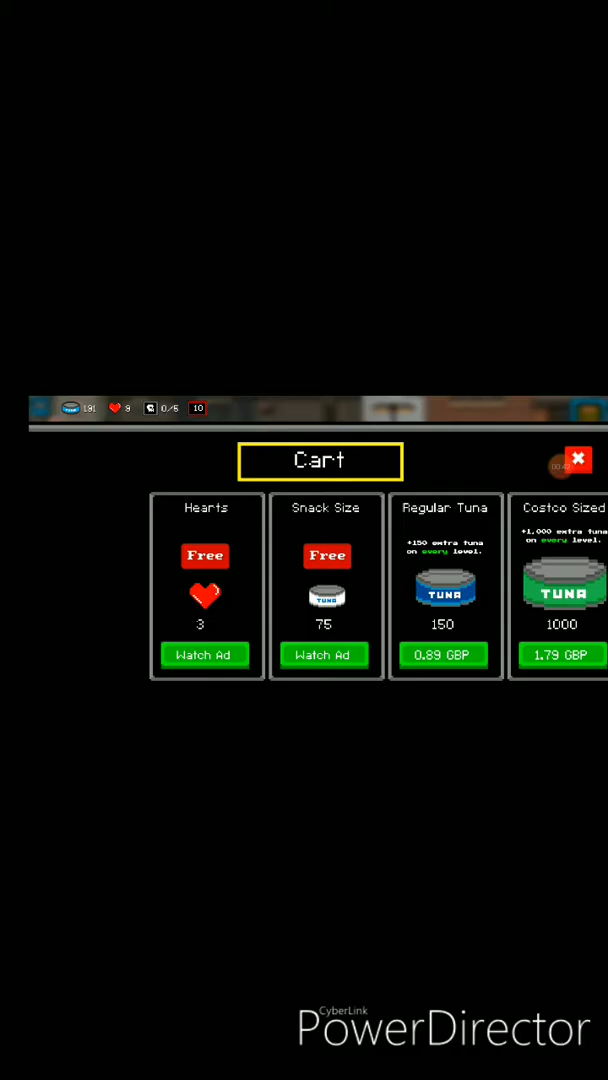 191 9 0/5 10
Cart
00:42
Hearts
Free
3
Watch Ad
Snack Size
Free
TUNA
75
Watch Ad
Regular Tuna
+150 extra tuna
on every level.
TUNA
150
0.89 GBP
Costco Sized
+1,000 extra tuna
on every level.
TUNA
1000
1.79 GBP
CyberLink
PowerDirector